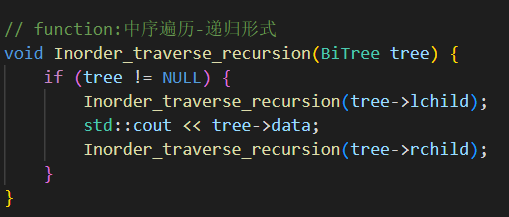 // function:中序遍历-递归形式
void Inorder_traverse_recursion(BiTree tree) {
    if (tree != NULL) {
        Inorder_traverse_recursion(tree->lchild);
        std::cout << tree->data;
        Inorder_traverse_recursion(tree->rchild);
    }
}